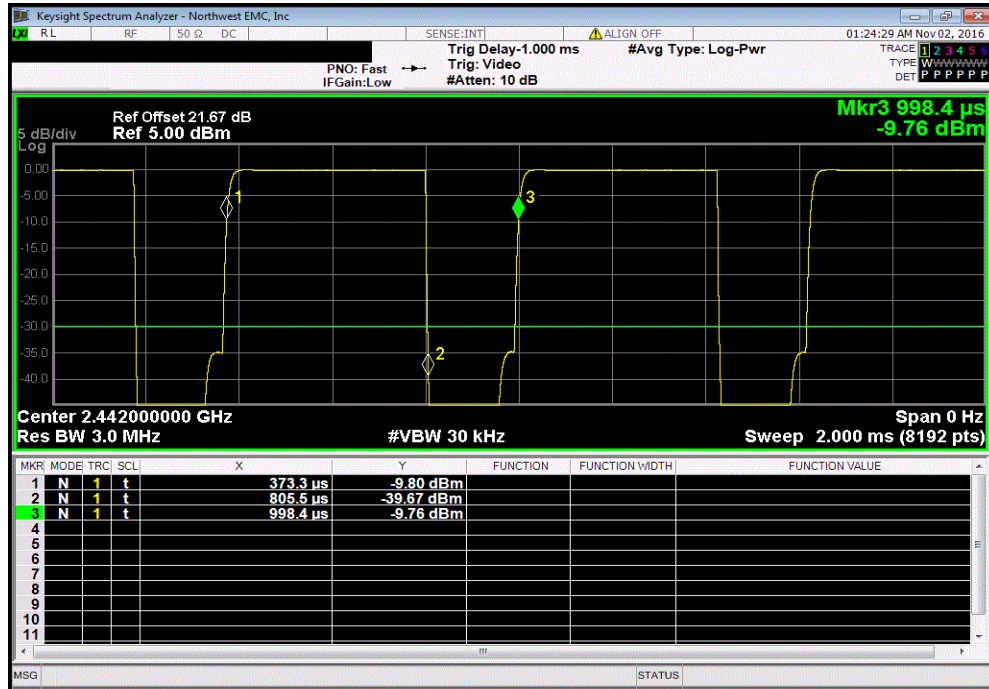 Keysight Spectrum Analyzer - Northwest EMC, Inc
LXI RL RF 50 Ω DC SENSE:INT ALIGN OFF 01:24:29 AM Nov 02, 2016
Trig Delay-1.000 ms #Avg Type: Log-Pwr TRACE 1 2 3 4 5 6
PNO: Fast Trig: Video TYPE WWWWWW
IFGain:Low #Atten: 10 dB DET P P P P P P
Mkr3 998.4 µs
-9.76 dBm
Ref Offset 21.67 dB
5 dB/div Ref 5.00 dBm
Log
0.00
-5.00
1 3
-10.0
-15.0
-20.0
-25.0
-30.0
-35.0
2
-40.0
Center 2.442000000 GHz Span 0 Hz
Res BW 3.0 MHz #VBW 30 kHz Sweep 2.000 ms (8192 pts)
MKR MODE TRC SCL X Y FUNCTION FUNCTION WIDTH FUNCTION VALUE
1 N 1 t 373.3 µs -9.80 dBm
2 N 1 t 805.5 µs -39.67 dBm
3 N 1 t 998.4 µs -9.76 dBm
4
5
6
7
8
9
10
11
MSG STATUS